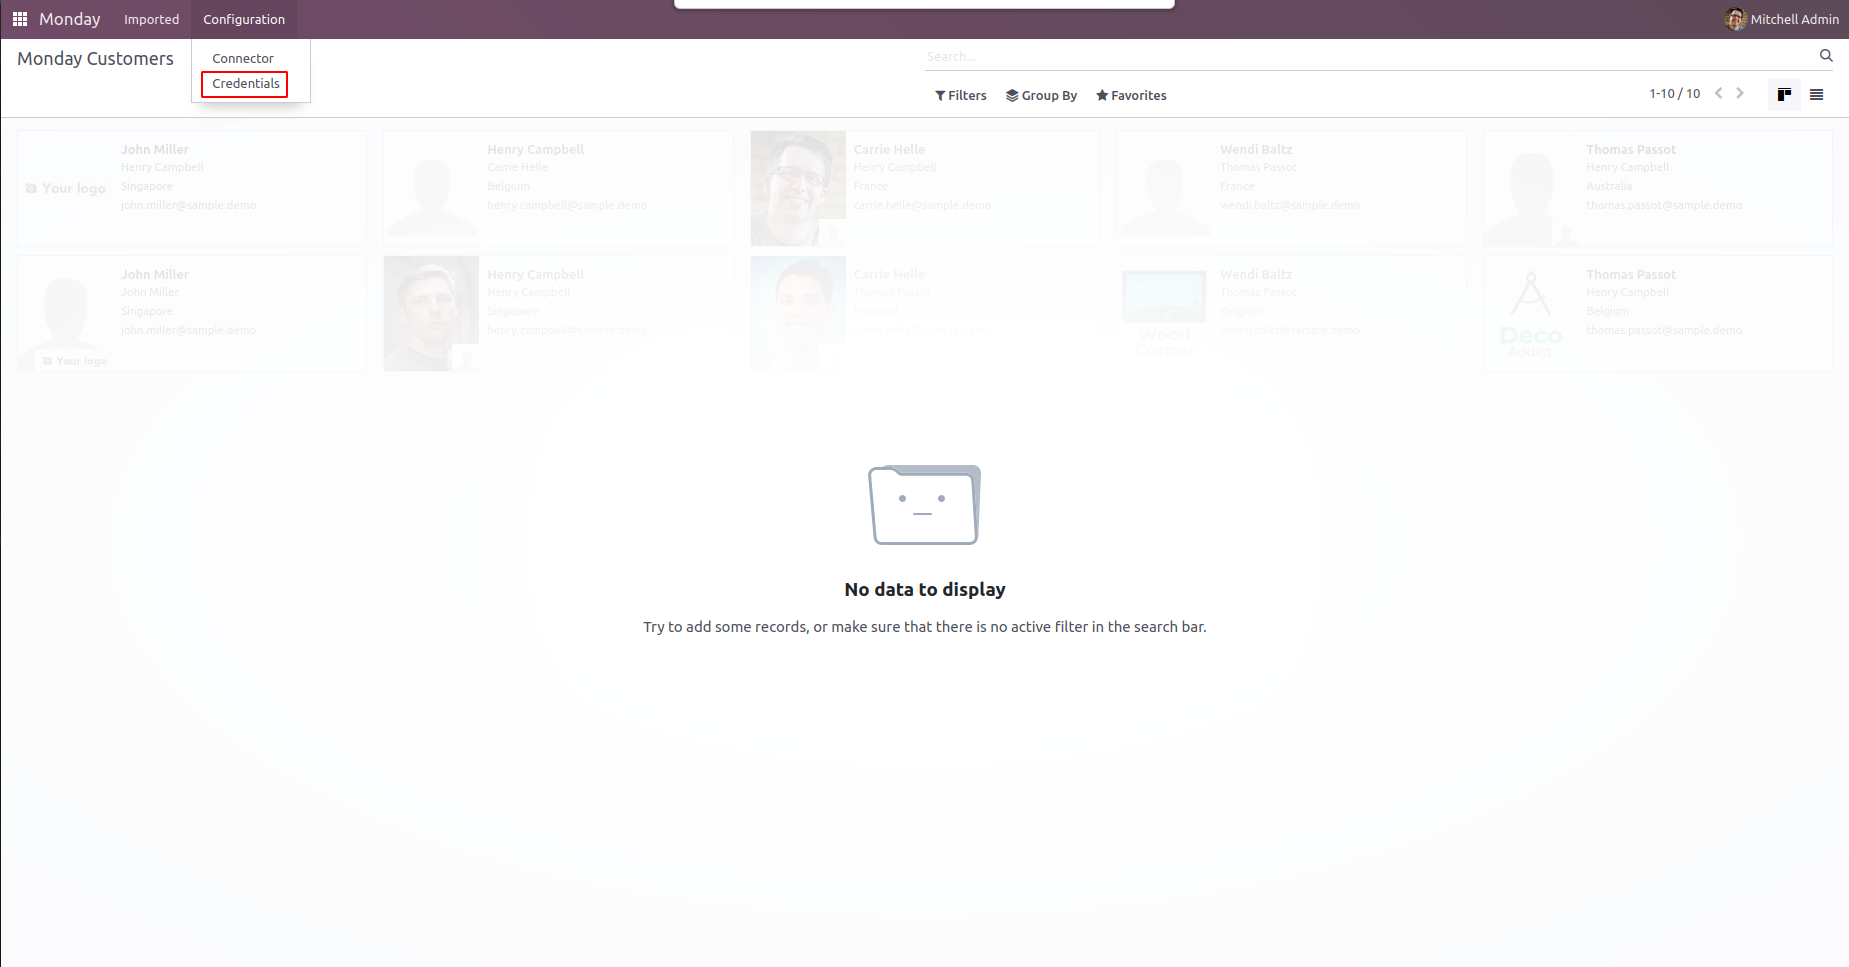 Monday Imported Configuration Mitchell Admin
Monday Customers
Connector
Credentials
Search...
Filters Group By Favorites
1-10 / 10
Your logo
John Miller
Henry Campbell
Singapore
john.miller@sample.demo
Henry Campbell
Carrie Helle
Belgium
henry.campbell@sample.demo
Carrie Helle
Henry Campbell
France
carrie.helle@sample.demo
Wendi Baltz
Thomas Passot
France
wendi.baltz@sample.demo
Thomas Passot
Henry Campbell
Australia
thomas.passot@sample.demo
John Miller
John Miller
Singapore
john.miller@sample.demo
Your logo
Henry Campbell
Henry Campbell
Singapore
henry.campbell@sample.demo
Carrie Helle
Thomas Passot
Portugal
carrie.helle@sample.demo
Wood
Corner
Wendi Baltz
Thomas Passot
Belgium
wendi.baltz@sample.demo
Deco
Addict
Thomas Passot
Henry Campbell
Belgium
thomas.passot@sample.demo
No data to display
Try to add some records, or make sure that there is no active filter in the search bar.